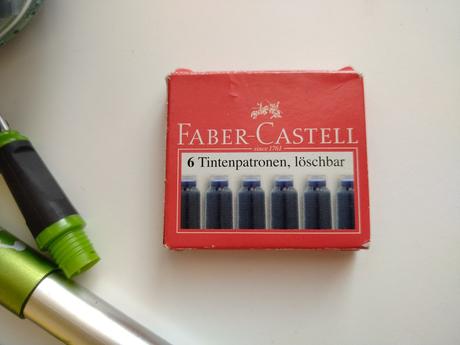 FABER-CASTELL
since 1761
6 Tintenpatronen, löschbar